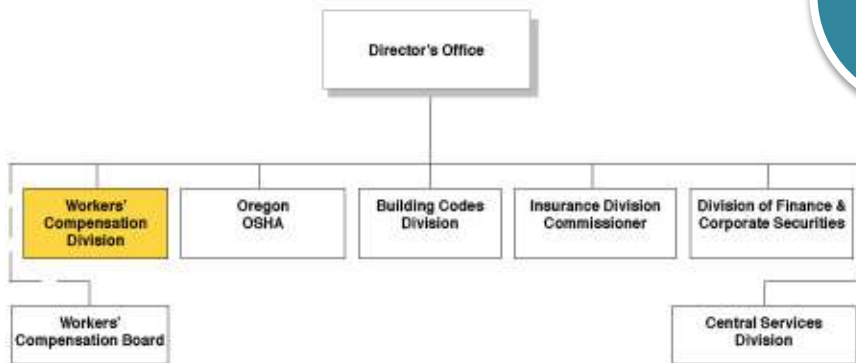 Director's Office
Workers'
Compensation
Division
Oregon
OSHA
Building Codes
Division
Insurance Division
Commissioner
Division of Finance &
Corporate Securities
Workers'
Compensation Board
Central Services
Division